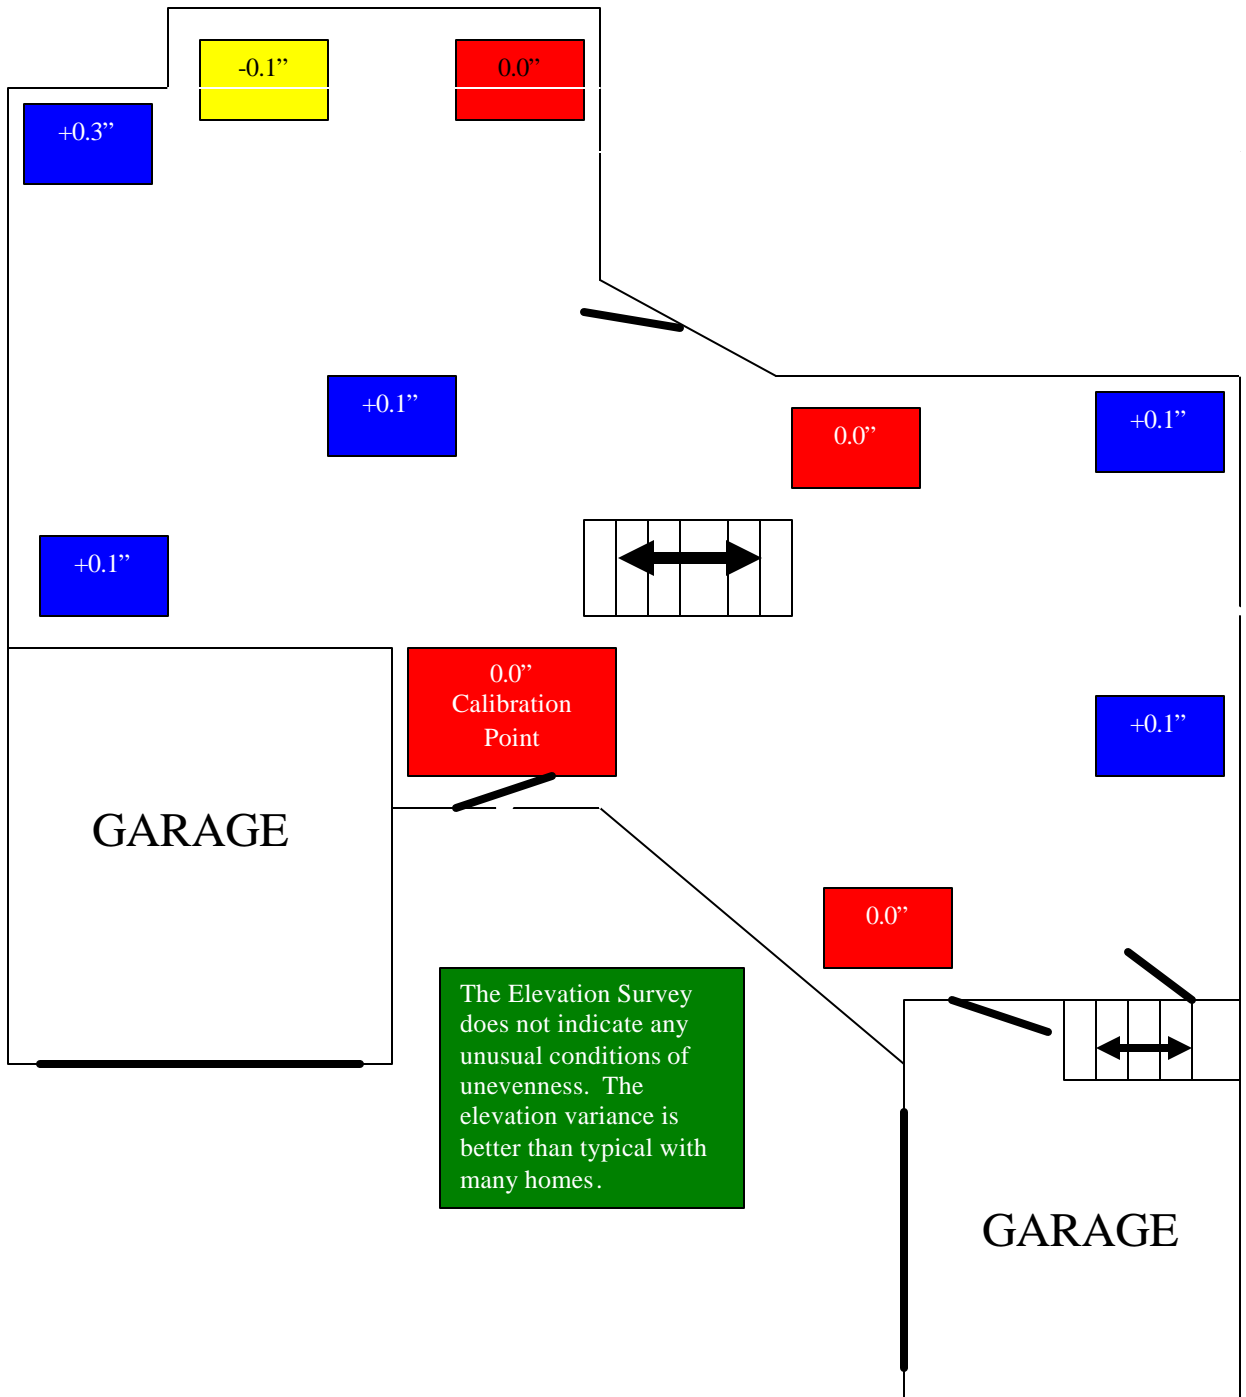 -0.1”
0.0”
+0.3”
+0.1”
0.0”
+0.1”
+0.1”
0.0”
Calibration
Point
+0.1”
GARAGE
0.0”
The Elevation Survey
does not indicate any
unusual conditions of
unevenness. The
elevation variance is
better than typical with
many homes.
GARAGE